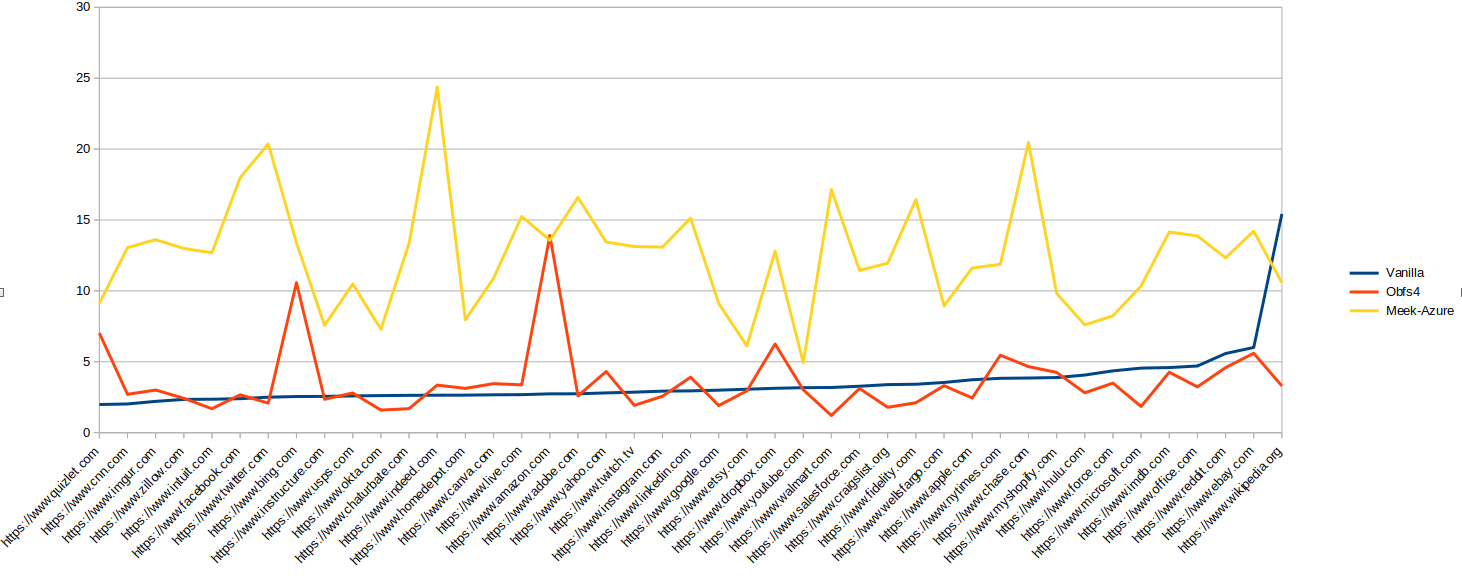 30
25
20
15
10
5
0
https://www.quizlet.com
https://www.cnn.com
https://www.imgur.com
https://www.zillow.com
https://www.intuit.com
https://www.facebook.com
https://www.twitter.com
https://www.bing.com
https://www.instructure.com
https://www.usps.com
https://www.okta.com
https://www.chaturbate.com
https://www.indeed.com
https://www.homedepot.com
https://www.canva.com
https://www.live.com
https://www.amazon.com
https://www.adobe.com
https://www.yahoo.com
https://www.twitch.tv
https://www.instagram.com
https://www.linkedin.com
https://www.google.com
https://www.etsy.com
https://www.dropbox.com
https://www.youtube.com
https://www.walmart.com
https://www.salesforce.com
https://www.craigslist.org
https://www.fidelity.com
https://www.wellsfargo.com
https://www.apple.com
https://www.nytimes.com
https://www.chase.com
https://www.myshopify.com
https://www.hulu.com
https://www.force.com
https://www.microsoft.com
https://www.imdb.com
https://www.office.com
https://www.reddit.com
https://www.ebay.com
https://www.wikipedia.org
Vanilla
Obfs4
Meek-Azure